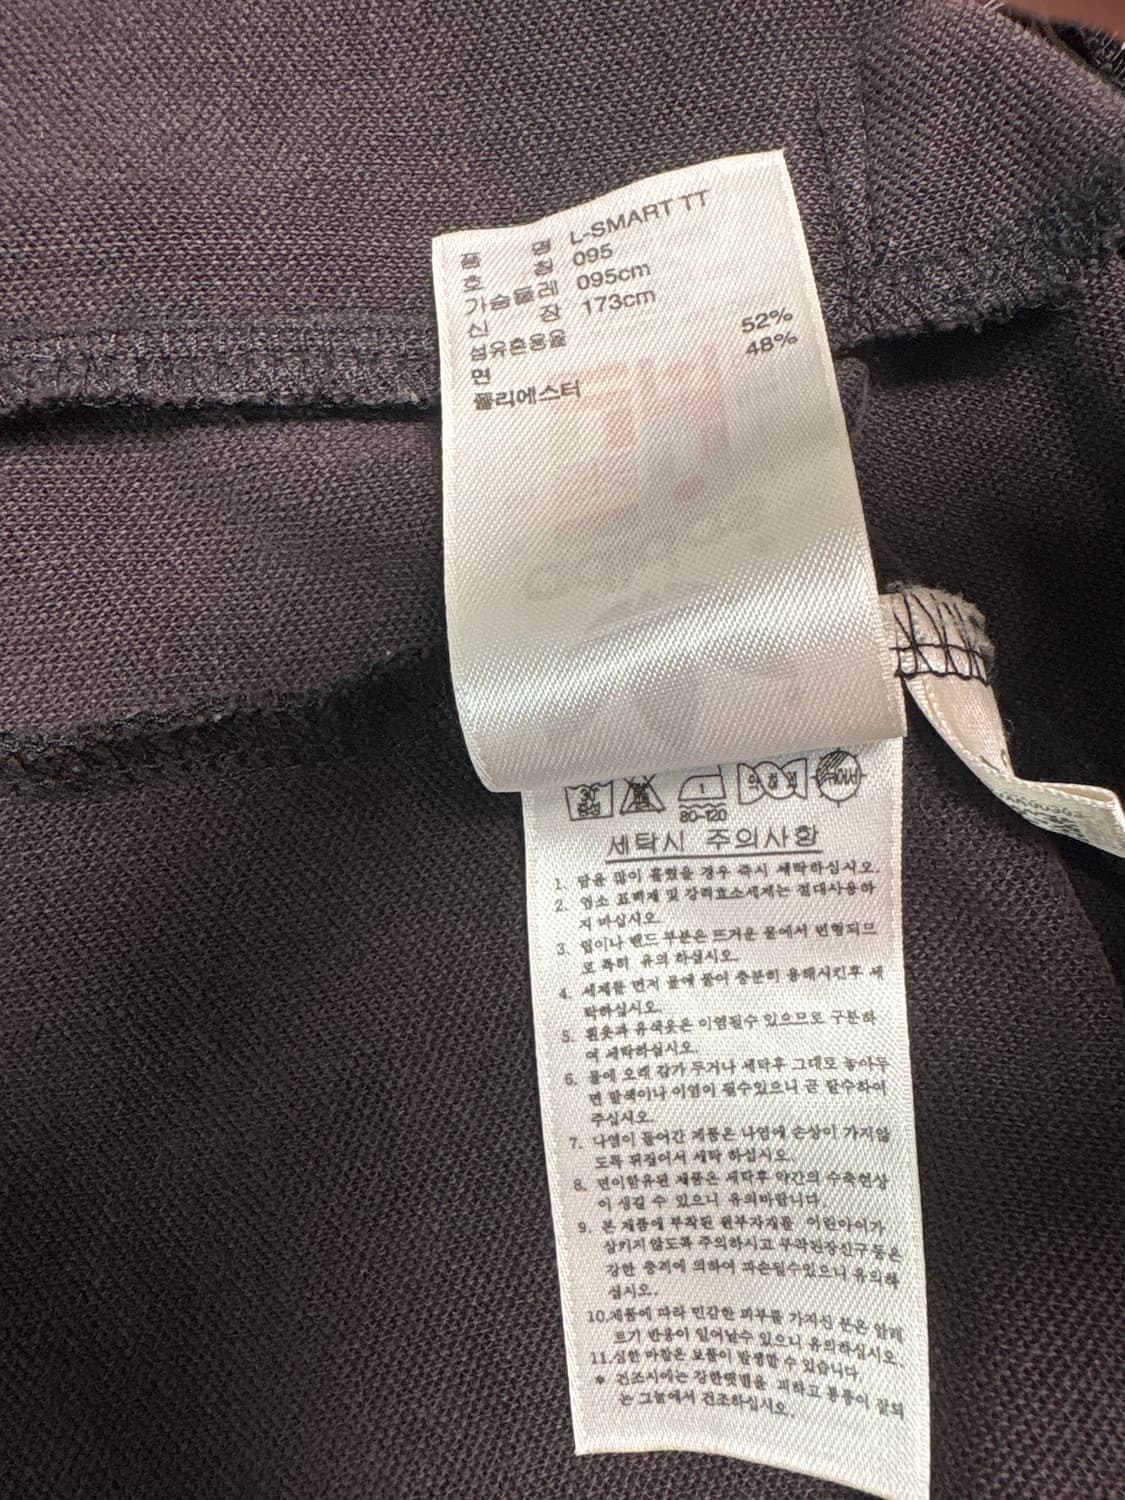 품 명 L-SMART TT
호 칭 095
가슴둘레 095cm
신 장 173cm
섬유혼용율
면 52%
폴리에스터 48%
30° 중성
1 80-120
약하게
드라이
세탁시 주의사항
1. 땀을 많이 흘렸을 경우 즉시 세탁하십시오.
2. 염소 표백제 및 강력효소세제는 절대사용하
지 마십시오.
3. 립이나 밴드 부분은 뜨거운 물에서 변형되므
로 특히 유의 하십시오.
4. 세제를 먼저 물에 풀어 충분히 용해시킨후 세
탁하십시오.
5. 흰옷과 유색옷은 이염될수 있으므로 구분하
여 세탁하십시오.
6. 물에 오래 담가 두거나 세탁후 그대로 놓아두
면 탈색이나 이염이 될수있으니 곧 탈수하여
주십시오.
7. 나염이 들어간 제품은 나염에 손상이 가지않
도록 뒤집어서 세탁 하십시오.
8. 면이함유된 제품은 세탁후 약간의 수축현상
이 생길 수 있으니 유의바랍니다.
9. 본 제품에 부착된 원부자재를 어린아이가
삼키지않도록 주의하시고 부착된장신구등은
강한 충격에 의하여 파손될수있으니 유의하
십시오.
10.제품에 따라 민감한 피부를 가지신 분은 알레
르기 반응이 일어날수 있으니 유의하십시오.
11.심한 마찰은 보풀이 발생할 수 있습니다.
* 건조시에는 강한햇볕을 피하고 통풍이 잘되
는 그늘에서 건조하십시오.